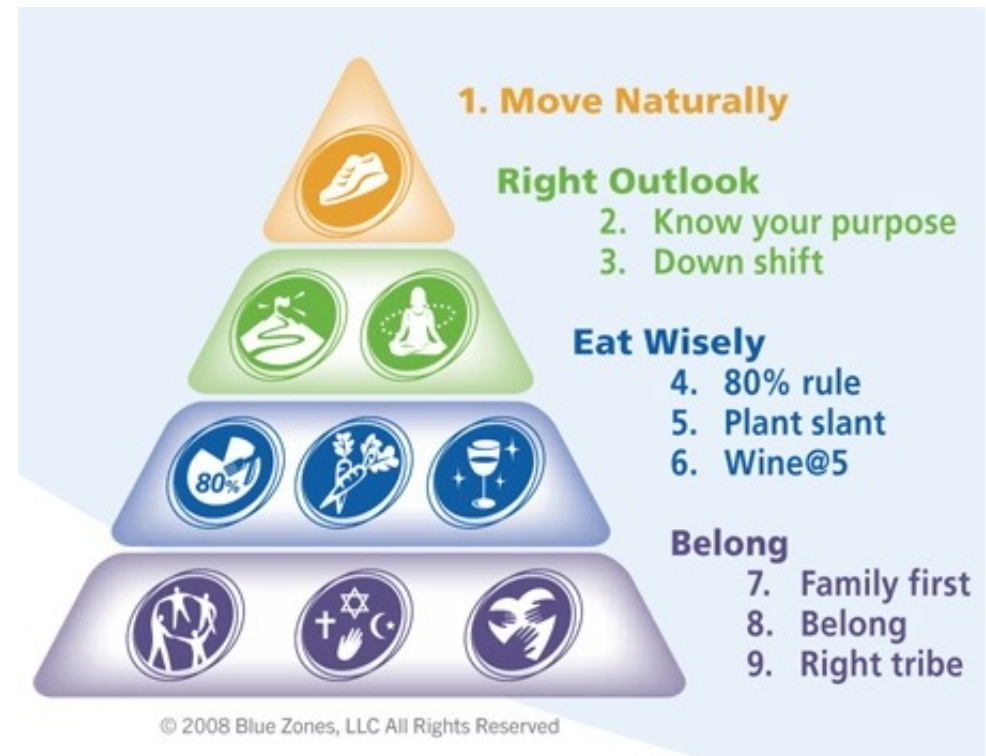 1. Move Naturally
Right Outlook
2. Know your purpose
3. Down shift
Eat Wisely
4. 80% rule
5. Plant slant
6. Wine@5
80%
Belong
7. Family first
8. Belong
9. Right tribe
© 2008 Blue Zones, LLC All Rights Reserved